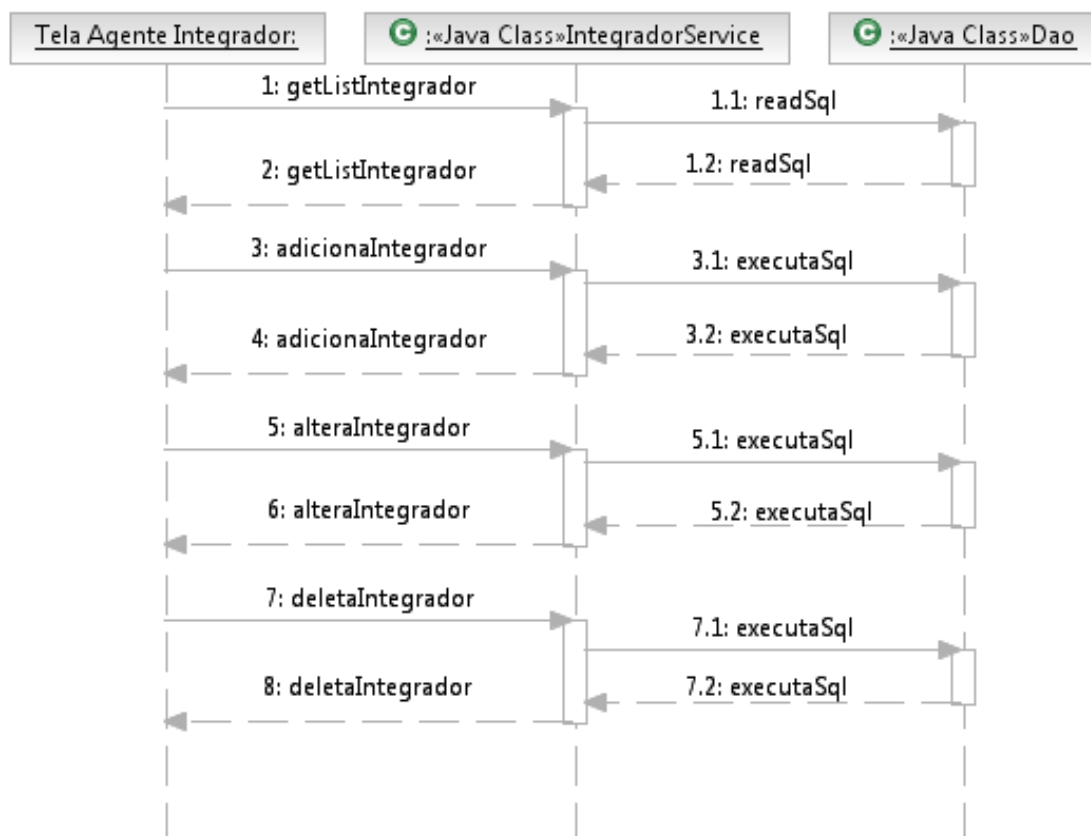 Tela Agente Integrador:
C :«Java Class»IntegradorService
C :«Java Class»Dao
1: getListIntegrador
1.1: readSql
1.2: readSql
2: getListIntegrador
3: adicionaIntegrador
3.1: executaSql
3.2: executaSql
4: adicionaIntegrador
5: alteraIntegrador
5.1: executaSql
5.2: executaSql
6: alteraIntegrador
7: deletaIntegrador
7.1: executaSql
7.2: executaSql
8: deletaIntegrador